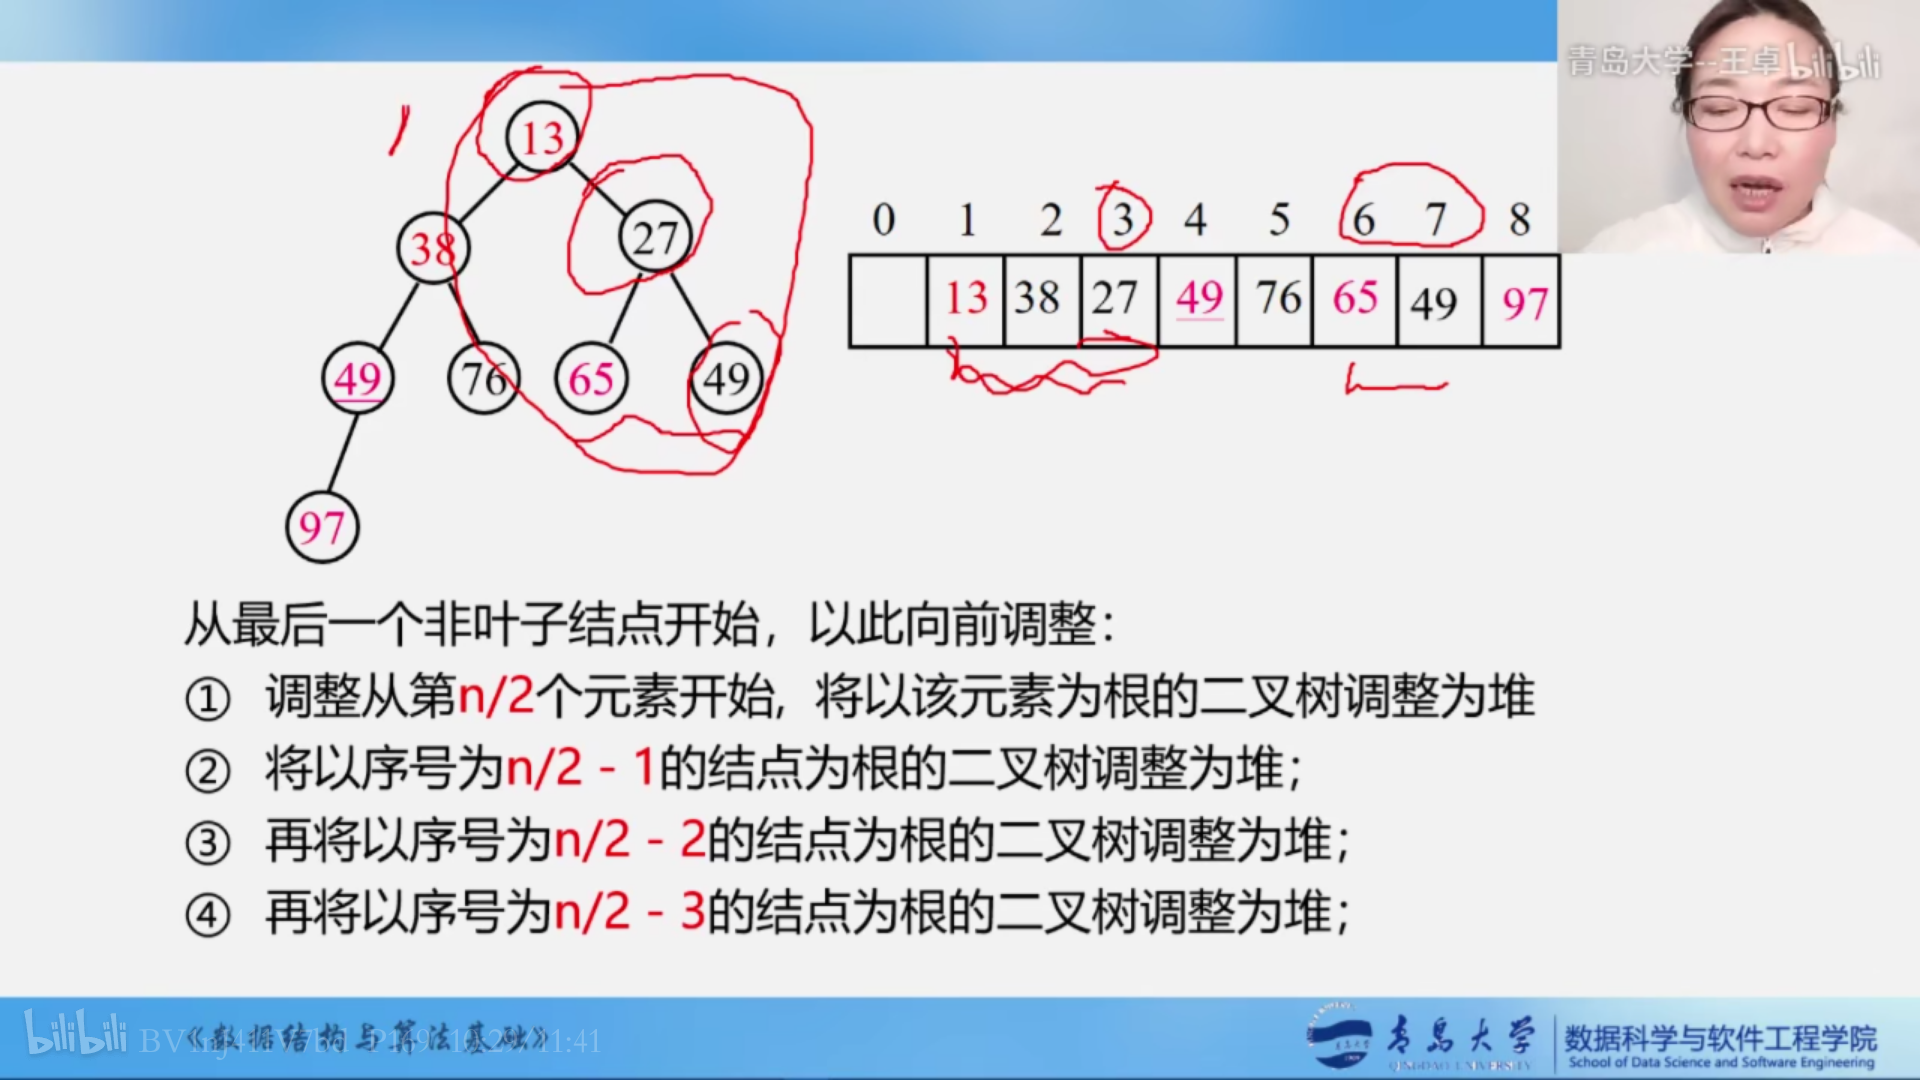 青岛大学--王卓 bilibili
13
38
27
49
76
65
49
97
0 1 2 3 4 5 6 7 8
13 38 27 49 76 65 49 97
从最后一个非叶子结点开始，以此向前调整：
① 调整从第n/2个元素开始, 将以该元素为根的二叉树调整为堆
② 将以序号为n/2 - 1的结点为根的二叉树调整为堆；
③ 再将以序号为n/2 - 2的结点为根的二叉树调整为堆；
④ 再将以序号为n/2 - 3的结点为根的二叉树调整为堆；
bilibili
《数据结构与算法基础》
青岛大学
QINGDAO UNIVERSITY
数据科学与软件工程学院
School of Data Science and Software Engineering